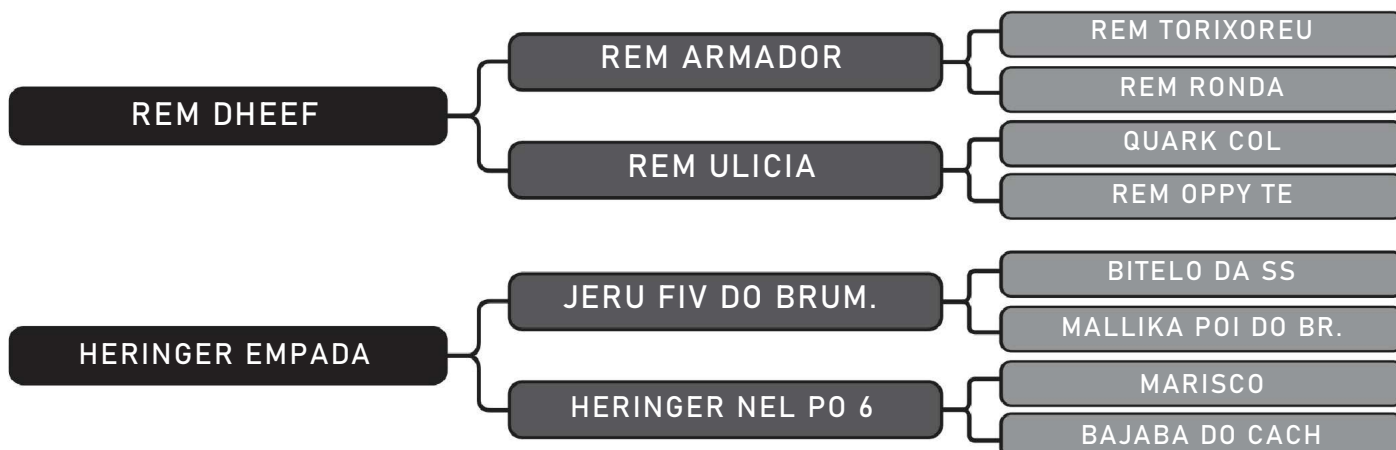 REM DHEEF
REM ARMADOR
REM ULICIA
REM TORIXOREU
REM RONDA
QUARK COL
REM OPPY TE
HERINGER EMPADA
JERU FIV DO BRUM.
HERINGER NEL PO 6
BITELO DA SS
MALLIKA POI DO BR.
MARISCO
BAJABA DO CACH